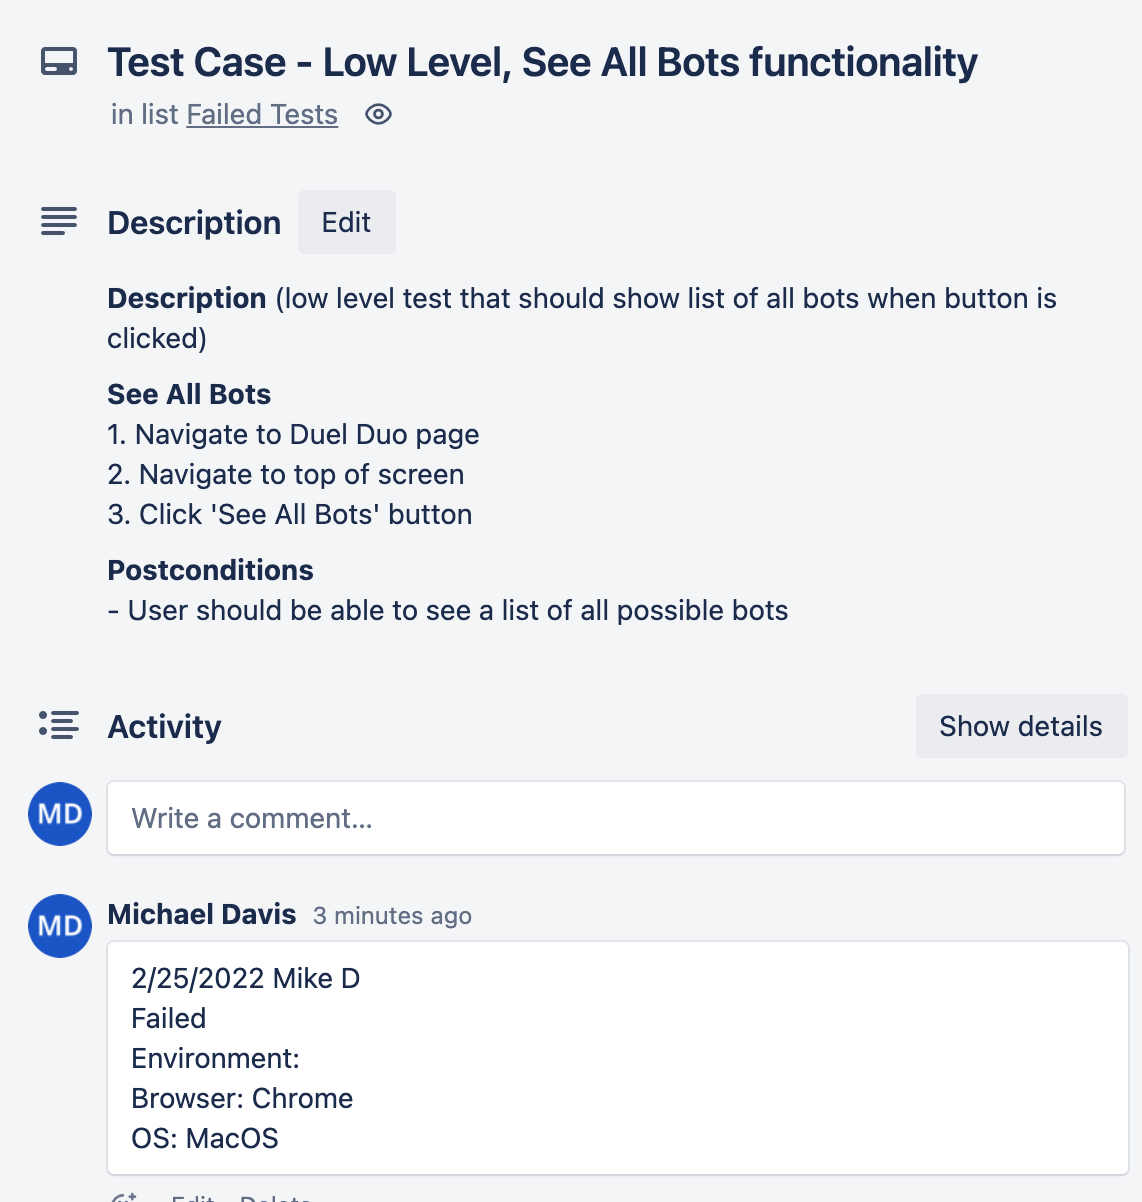 Test Case - Low Level, See All Bots functionality
in list Failed Tests
Description Edit
Description (low level test that should show list of all bots when button is
clicked)
See All Bots
1. Navigate to Duel Duo page
2. Navigate to top of screen
3. Click 'See All Bots' button
Postconditions
- User should be able to see a list of all possible bots
Activity Show details
MD Write a comment...
MD Michael Davis 3 minutes ago
2/25/2022 Mike D
Failed
Environment:
Browser: Chrome
OS: MacOS
Edit - Delete